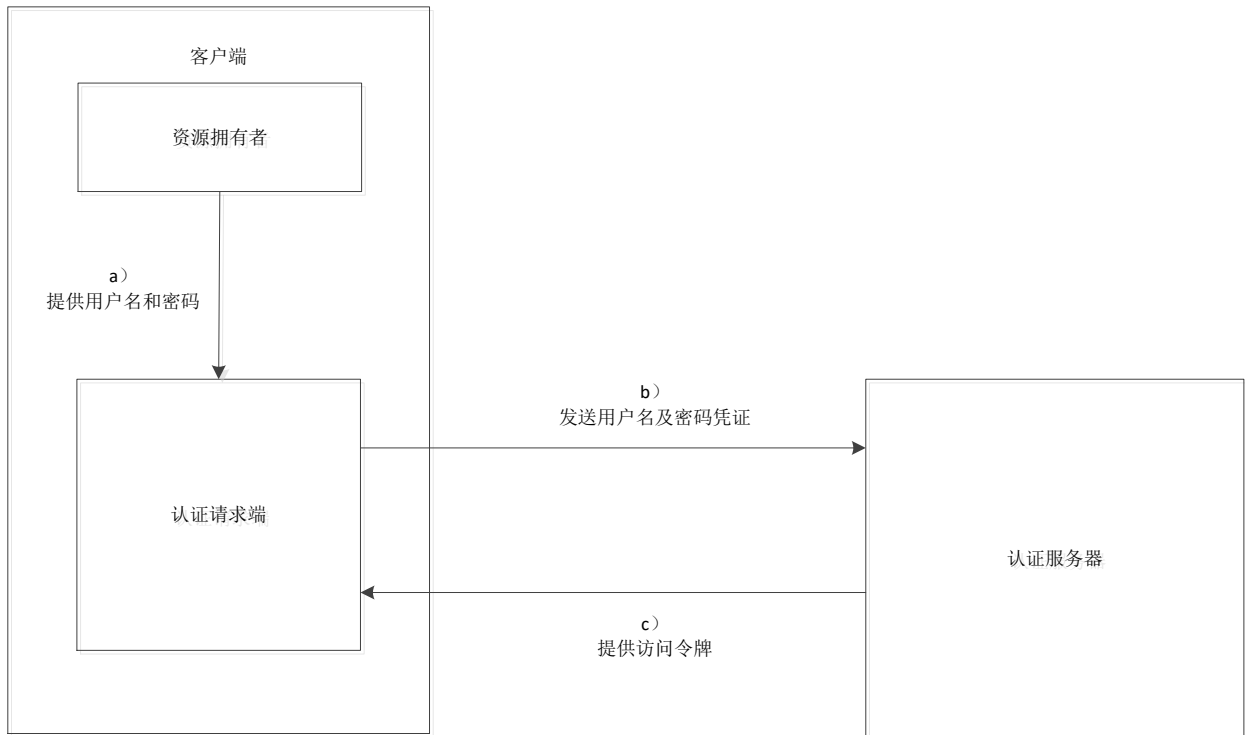 客户端
资源拥有者
a）
提供用户名和密码
b）
发送用户名及密码凭证
认证请求端
认证服务器
c）
提供访问令牌